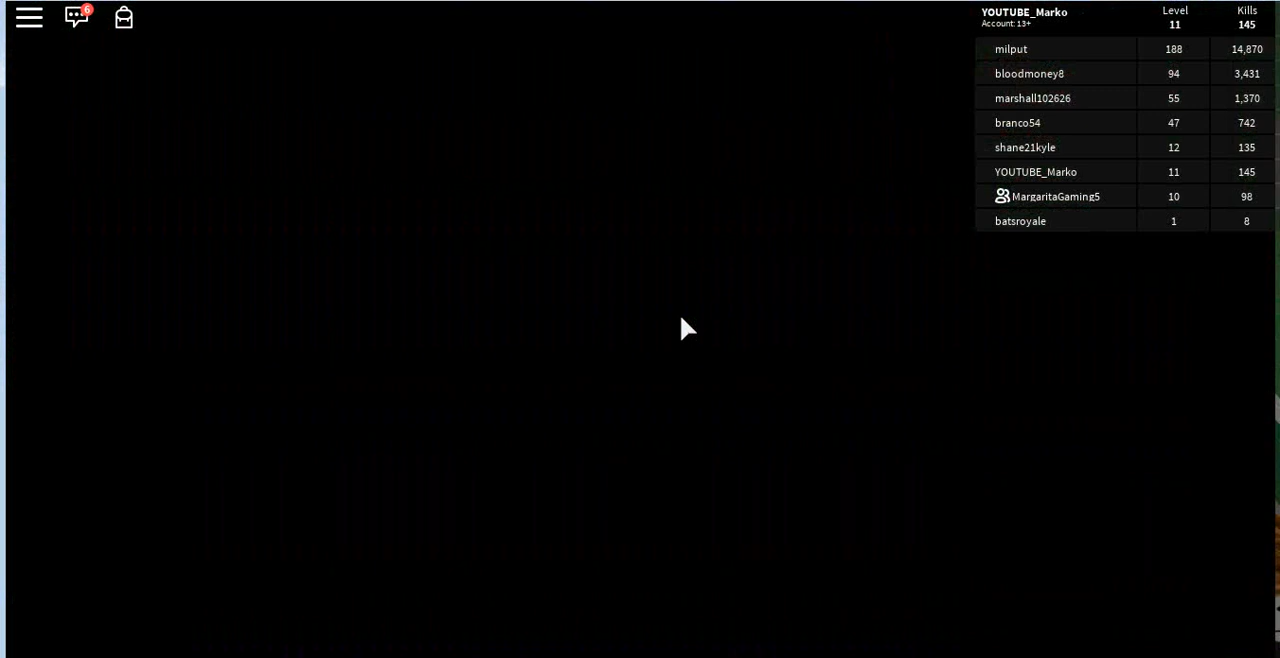 6
YOUTUBE_Marko Level Kills
Account: 13+ 11 145
milput 188 14,870
bloodmoney8 94 3,431
marshall102626 55 1,370
branco54 47 742
shane21kyle 12 135
YOUTUBE_Marko 11 145
MargaritaGaming5 10 98
batsroyale 1 8